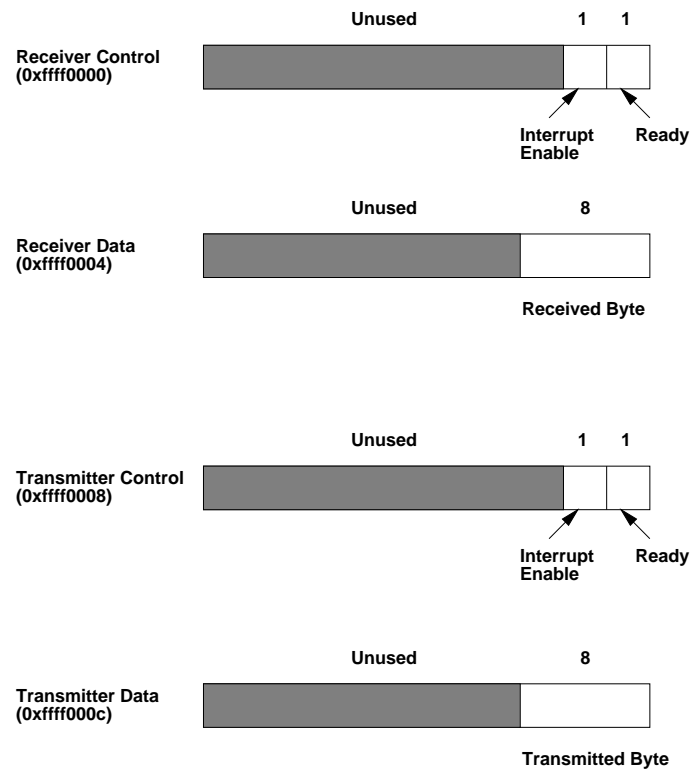 Unused 1 1
Receiver Control
(0xffff0000)
Interrupt
Enable
Ready
Unused 8
Receiver Data
(0xffff0004)
Received Byte
Unused 1 1
Transmitter Control
(0xffff0008)
Interrupt
Enable
Ready
Unused 8
Transmitter Data
(0xffff000c)
Transmitted Byte